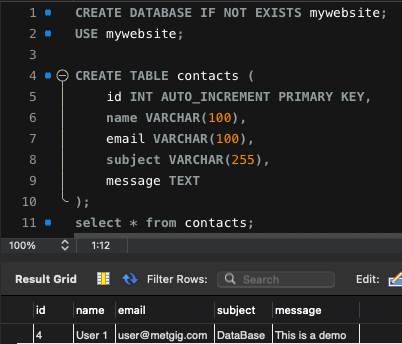 1 CREATE DATABASE IF NOT EXISTS mywebsite;
2 USE mywebsite;
3
4 CREATE TABLE contacts (
5 id INT AUTO_INCREMENT PRIMARY KEY,
6 name VARCHAR(100),
7 email VARCHAR(100),
8 subject VARCHAR(255),
9 message TEXT
10 );
11 select * from contacts;
100% 1:12
Result Grid Filter Rows: Search Edit:
id name email subject message
4 User 1 user@metgig.com DataBase This is a demo